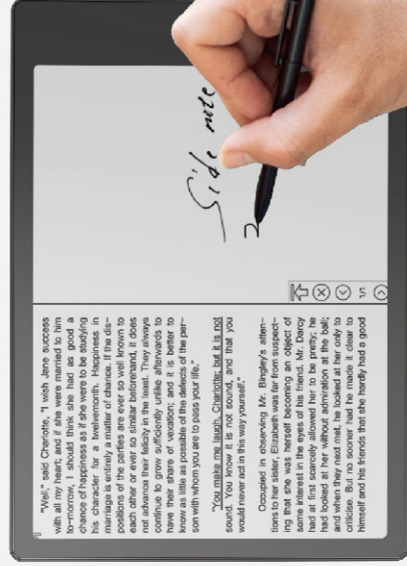 "Well," said Charlotte, "I wish Jane success
with all my heart; and if she were married to him
to-morrow, I should think she had as good a
chance of happiness as if she were to be studying
his character for a twelvemonth. Happiness in
marriage is entirely a matter of chance. If the dis-
positions of the parties are ever so well known to
each other or ever so similar beforehand, it does
not advance their felicity in the least. They always
continue to grow sufficiently unlike afterwards to
have their share of vexation; and it is better to
know as little as possible of the defects of the per-
son with whom you are to pass your life."
"You make me laugh, Charlotte; but it is not
sound. You know it is not sound, and that you
would never act in this way yourself."
Occupied in observing Mr. Bingley's atten-
tions to her sister, Elizabeth was far from suspect-
ing that she was herself becoming an object of
some interest in the eyes of his friend. Mr. Darcy
had at first scarcely allowed her to be pretty; he
had looked at her without admiration at the ball;
and when they next met, he looked at her only to
criticise. But no sooner had he made it clear to
himself and his friends that she hardly had a good
Side note